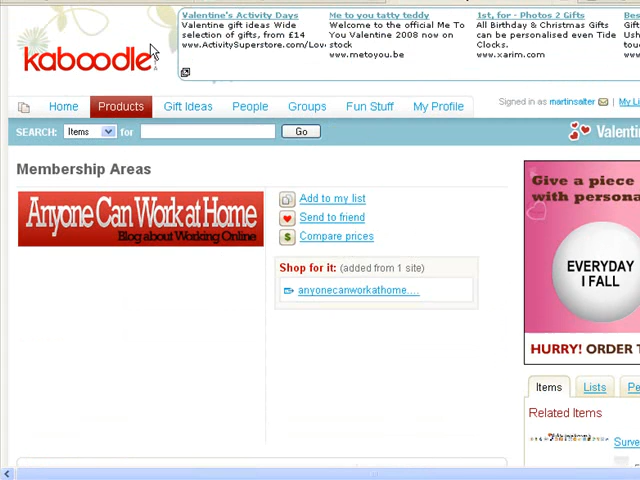 Valentine's Activity Days
Valentine gift ideas Wide
selection of gifts, from £14
www.ActivitySuperstore.com/Lov
Me to you tatty teddy
Welcome to the official Me To
You Valentine 2008 now on
stock
www.metoyou.be
1st, for - Photos 2 Gifts
All Birthday & Christmas Gifts
can be personalised even Tide
Clocks.
www.xarim.com
kaboodle
Home Products Gift Ideas People Groups Fun Stuff My Profile
Signed in as martinsalter
SEARCH: Items for Go
Valentin
Membership Areas
Anyone Can Work at Home
Blog about Working Online
Add to my list
Send to friend
Compare prices
Shop for it: (added from 1 site)
anyonecanworkathome....
Give a piece
with persona
EVERYDAY
I FALL
HURRY! ORDER
Items Lists Pe
Related Items
Surve